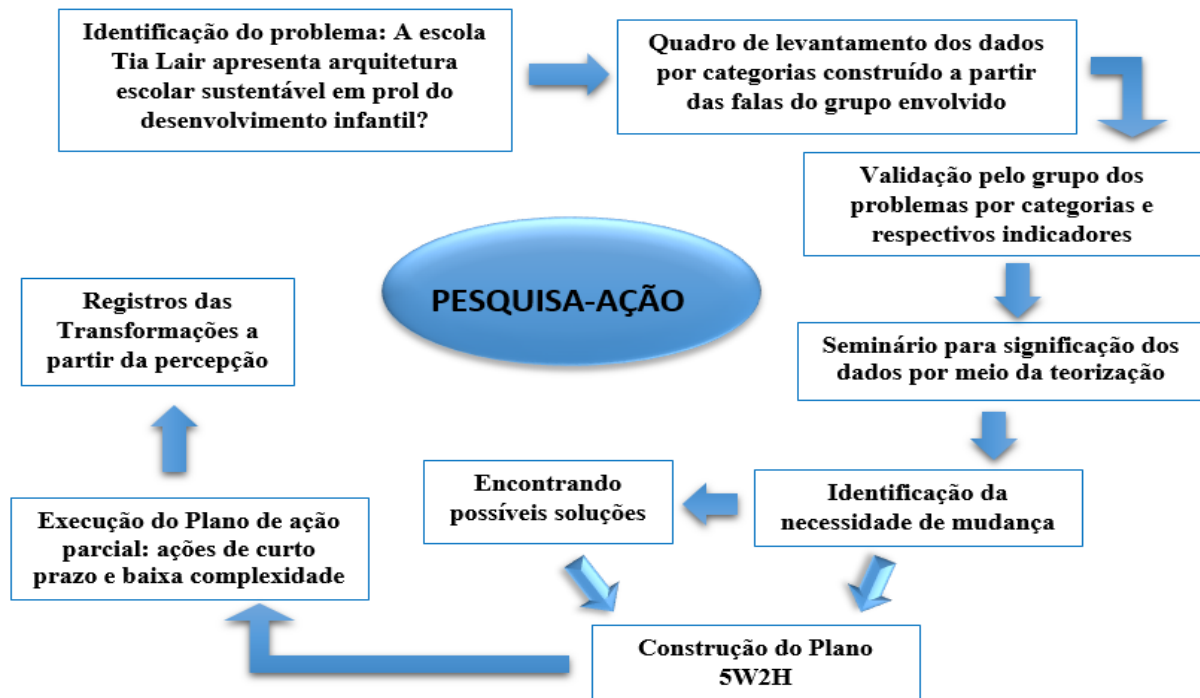 Identificação do problema: A escola
Tia Lair apresenta arquitetura
escolar sustentável em prol do
desenvolvimento infantil?
Quadro de levantamento dos dados
por categorias construído a partir
das falas do grupo envolvido
Validação pelo grupo dos
problemas por categorias e
respectivos indicadores
Seminário para significação dos
dados por meio da teorização
Identificação da
necessidade de mudança
Encontrando
possíveis soluções
Construção do Plano
5W2H
Execução do Plano de ação
parcial: ações de curto
prazo e baixa complexidade
Registros das
Transformações a
partir da percepção
PESQUISA-AÇÃO